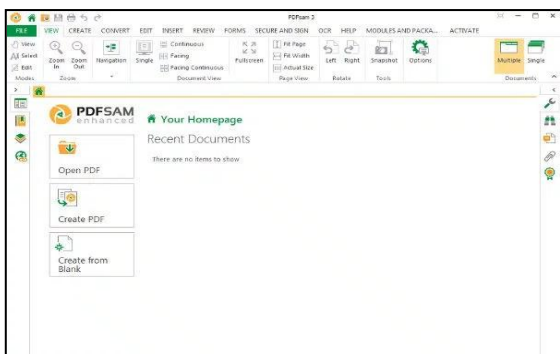 PDFsam 3
FILE VIEW CREATE CONVERT EDIT INSERT REVIEW FORMS SECURE AND SIGN OCR HELP MODULES AND PACKA... ACTIVATE
View
Select
Edit
Modes
Zoom In
Zoom Out
Zoom
Navigation
Single
Continuous
Facing
Facing Continuous
Document View
Fullscreen
Fit Page
Fit Width
Actual Size
Page View
Left
Right
Rotate
Snapshot
Tools
Options
Multiple
Single
Documents
PDFSAM
enhanced
Your Homepage
Recent Documents
There are no items to show
Open PDF
Create PDF
Create from
Blank